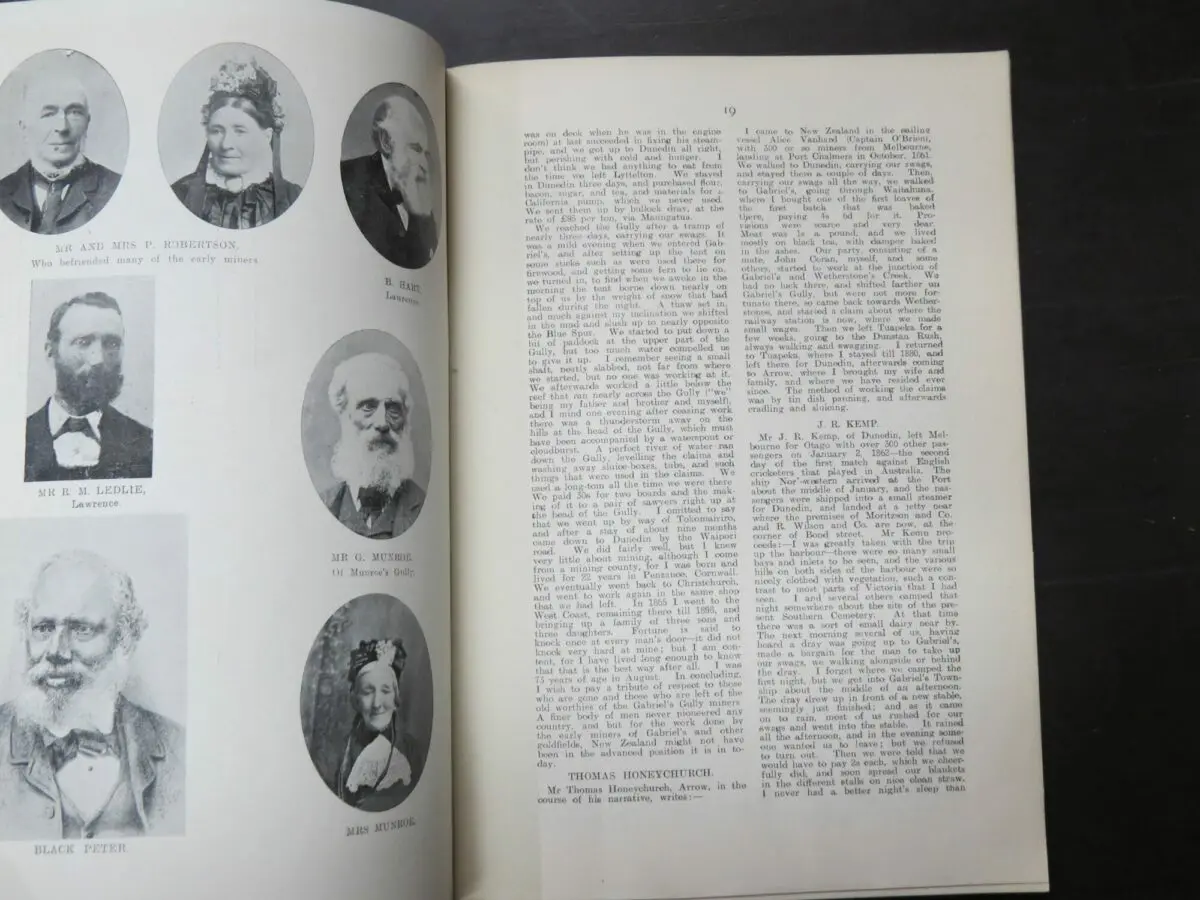 MR AND MRS P. ROBERTSON,
Who befriended many of the early miners
B. HART,
Lawrence
MR R. M. LEDLIE,
Lawrence.
MR G. MUNROE.
Of Munroe's Gully.
BLACK PETER.
MRS MUNROE.
19
was on deck when he was in the engine
room) at last succeeded in fixing his steam-
pipe, and we got up to Dunedin all right,
but perishing with cold and hunger. I
don't think we had anything to eat from
the time we left Lyttelton. We stayed
in Dunedin three days, and purchased flour,
bacon, sugar, and tea, and materials for a
California pump, which we never used.
We sent them up by bullock dray, at the
rate of £86 per ton, via Maungatua.
We reached the Gully after a tramp of
nearly three days, carrying our swags. It
was a mild evening when we entered Gab-
riel's, and after setting up the tent on
some sticks such as were used there for
firewood, and getting some fern to lie on,
we turned in, to find when we awoke in the
morning the tent borne down nearly on
top of us by the weight of snow that had
fallen during the night. A thaw set in,
and much against my inclination we shifted
in the mud and slush up to nearly opposite
the Blue Spur. We started to put down a
bit of paddock at the upper part of the
Gully, but too much water compelled us
to give it up. I remember seeing a small
shaft, neatly slabbed, not far from where
we started, but no one was working at it.
We afterwards worked a little below the
reef that ran nearly across the Gully ("we"
being my father and brother and myself),
and I mind one evening after ceasing work
there was a thunderstorm away on the
hills at the head of the Gully, which must
have been accompanied by a waterspout or
cloudburst. A perfect river of water ran
down the Gully, levelling the claims and
washing away sluice-boxes, tubs, and such
things that were used in the claims. We
used a long-tom all the time we were there
We paid 50s for two boards and the mak-
ing of it to a pair of sawyers right up at
the head of the Gully. I omitted to say
that we went up by way of Tokomairiro,
and after a stay of about nine months
came down to Dunedin by the Waipori
road. We did fairly well, but I knew
very little about mining, although I come
from a mining county, for I was born and
lived for 22 years in Penzance, Cornwall.
We eventually went back to Christchurch,
and went to work again in the same shop
that we had left. In 1865 I went to the
West Coast, remaining there till 1896, and
bringing up a family of three sons and
three daughters. Fortune is said to
knock once at every man's door—it did not
knock very hard at mine; but I am con-
tent, for I have lived long enough to know
that that is the best way after all. I was
75 years of age in August. In concluding,
I wish to pay a tribute of respect to those
who are gone and those who are left of the
old worthies of the Gabriel's Gully miners
A finer body of men never pioneered any
country, and but for the work done by
the early miners of Gabriel's and other
goldfields, New Zealand might not have
been in the advanced position it is in to-
day.
THOMAS HONEYCHURCH.
Mr Thomas Honeychurch, Arrow, in the
course of his narrative, writes:—
I came to New Zealand in the sailing
vessel Alice Vanhard (Captain O'Brien),
with 500 or so miners from Melbourne,
landing at Port Chalmers in October, 1861.
We walked to Dunedin, carrying our swags,
and stayed there a couple of days. Then,
carrying our swags all the way, we walked
to Gabriel's, going through Waitahuna,
where I bought one of the first loaves of
the first batch that was baked
there, paying 4s 6d for it. Pro-
visions were scarce and very dear.
Meat was 1s a pound, and we lived
mostly on black tea, with damper baked
in the ashes. Our party, consisting of a
mate, John Coran, myself, and some
others, started to work at the junction of
Gabriel's and Wetherstone's Creek. We
had no luck there, and shifted farther on
Gabriel's Gully, but were not more for-
tunate there, so came back towards Wether-
stones, and started a claim about where the
railway station is now, where we made
small wages. Then we left Tuapeka for a
few weeks, going to the Dunstan Rush,
always walking and swagging. I returned
to Tuapeka, where I stayed till 1880, and
left there for Dunedin, afterwards coming
to Arrow, where I brought my wife and
family, and where we have resided ever
since. The method of working the claims
was by tin dish panning, and afterwards
cradling and sluicing.
J. R. KEMP.
Mr J. R. Kemp, of Dunedin, left Mel-
bourne for Otago with over 300 other pas-
sengers on January 2, 1862—the second
day of the first match against English
cricketers that played in Australia. The
ship Nor'-western arrived at the Port
about the middle of January, and the pas-
sengers were shipped into a small steamer
for Dunedin, and landed at a jetty near
where the premises of Moritzson and Co.
and R. Wilson and Co. are now, at the
corner of Bond street. Mr Kemp pro-
ceeds:—I was greatly taken with the trip
up the harbour—there were so many small
bays and inlets to be seen, and the various
hills on both sides of the harbour were so
nicely clothed with vegetation, such a con-
trast to most parts of Victoria that I had
seen. I and several others camped that
night somewhere about the site of the pre-
sent Southern Cemetery. At that time
there was a sort of small dairy near by.
The next morning several of us, having
heard a dray was going up to Gabriel's,
made a bargain for the man to take up
our swags, we walking alongside or behind
the dray. I forget where we camped the
first night, but we got into Gabriel's Town-
ship about the middle of an afternoon.
The dray drew up in front of a new stable,
seemingly just finished; and as it came
on to rain, most of us rushed for our
swags and went into the stable. It rained
all the afternoon, and in the evening some-
one wanted us to leave; but we refused
to turn out. Then we were told that we
would have to pay 2s each, which we cheer-
fully did, and soon spread our blankets
in the different stalls on nice clean straw.
I never had a better night's sleep than